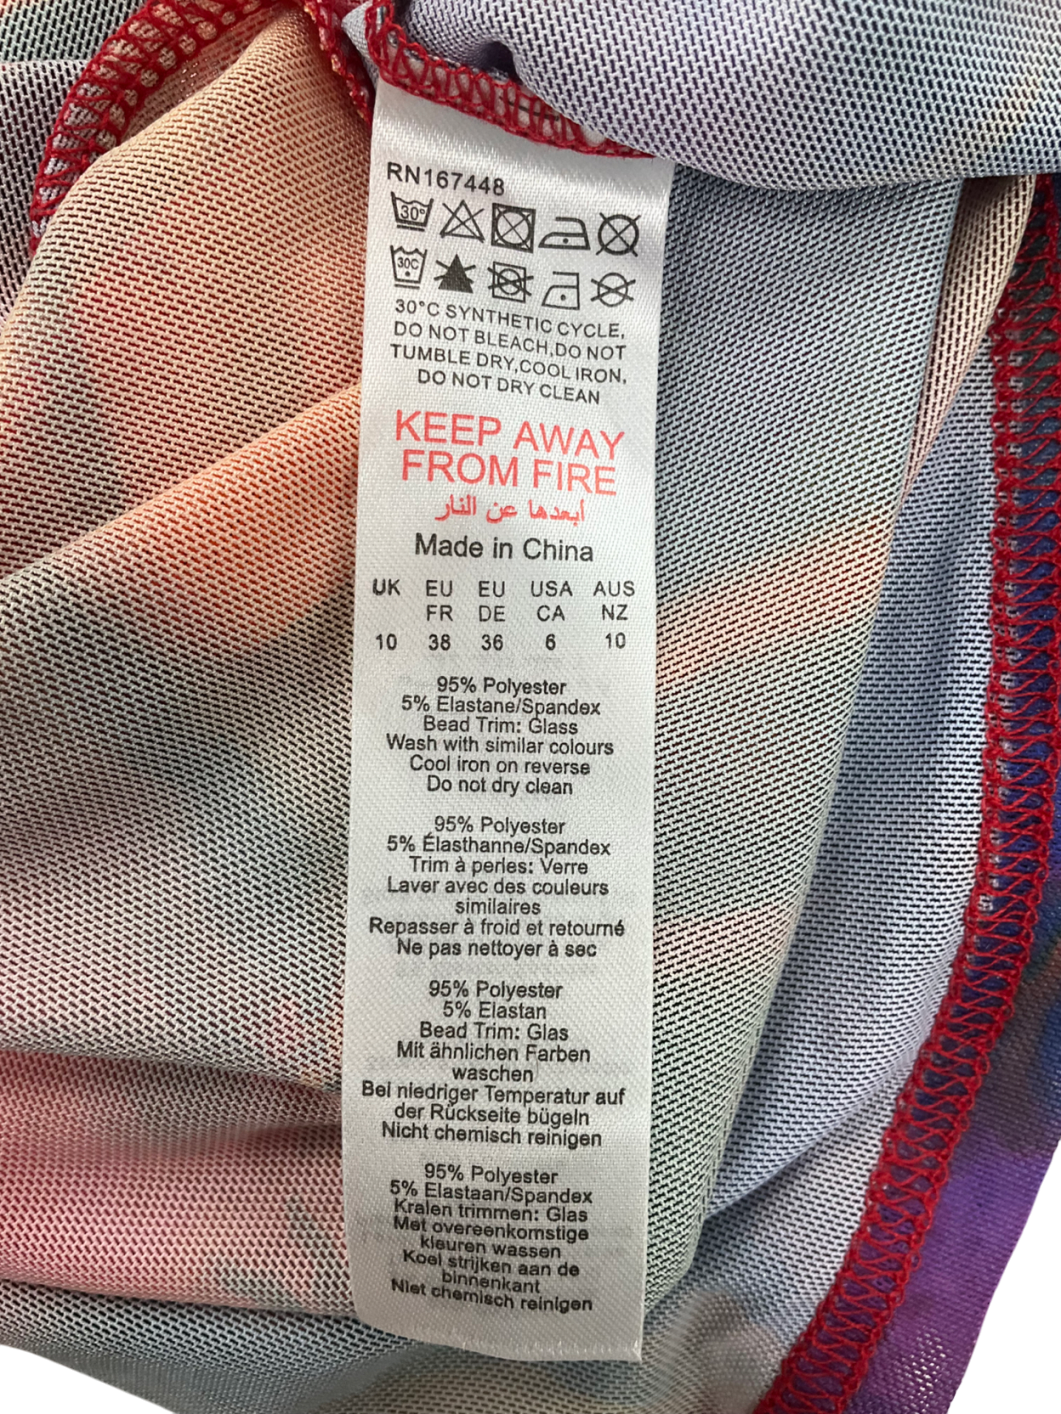 RN167448
30°
30C
30°C SYNTHETIC CYCLE,
DO NOT BLEACH,DO NOT
TUMBLE DRY,COOL IRON,
DO NOT DRY CLEAN
KEEP AWAY
FROM FIRE
أبعدها عن النار
Made in China
UK EU EU USA AUS
FR DE CA NZ
10 38 36 6 10
95% Polyester
5% Elastane/Spandex
Bead Trim: Glass
Wash with similar colours
Cool iron on reverse
Do not dry clean
95% Polyester
5% Élasthanne/Spandex
Trim à perles: Verre
Laver avec des couleurs
similaires
Repasser à froid et retourné
Ne pas nettoyer à sec
95% Polyester
5% Elastan
Bead Trim: Glas
Mit ähnlichen Farben
waschen
Bei niedriger Temperatur auf
der Rückseite bügeln
Nicht chemisch reinigen
95% Polyester
5% Elastaan/Spandex
Kralen trimmen: Glas
Met overeenkomstige
kleuren wassen
Koel strijken aan de
binnenkant
Niet chemisch reinigen